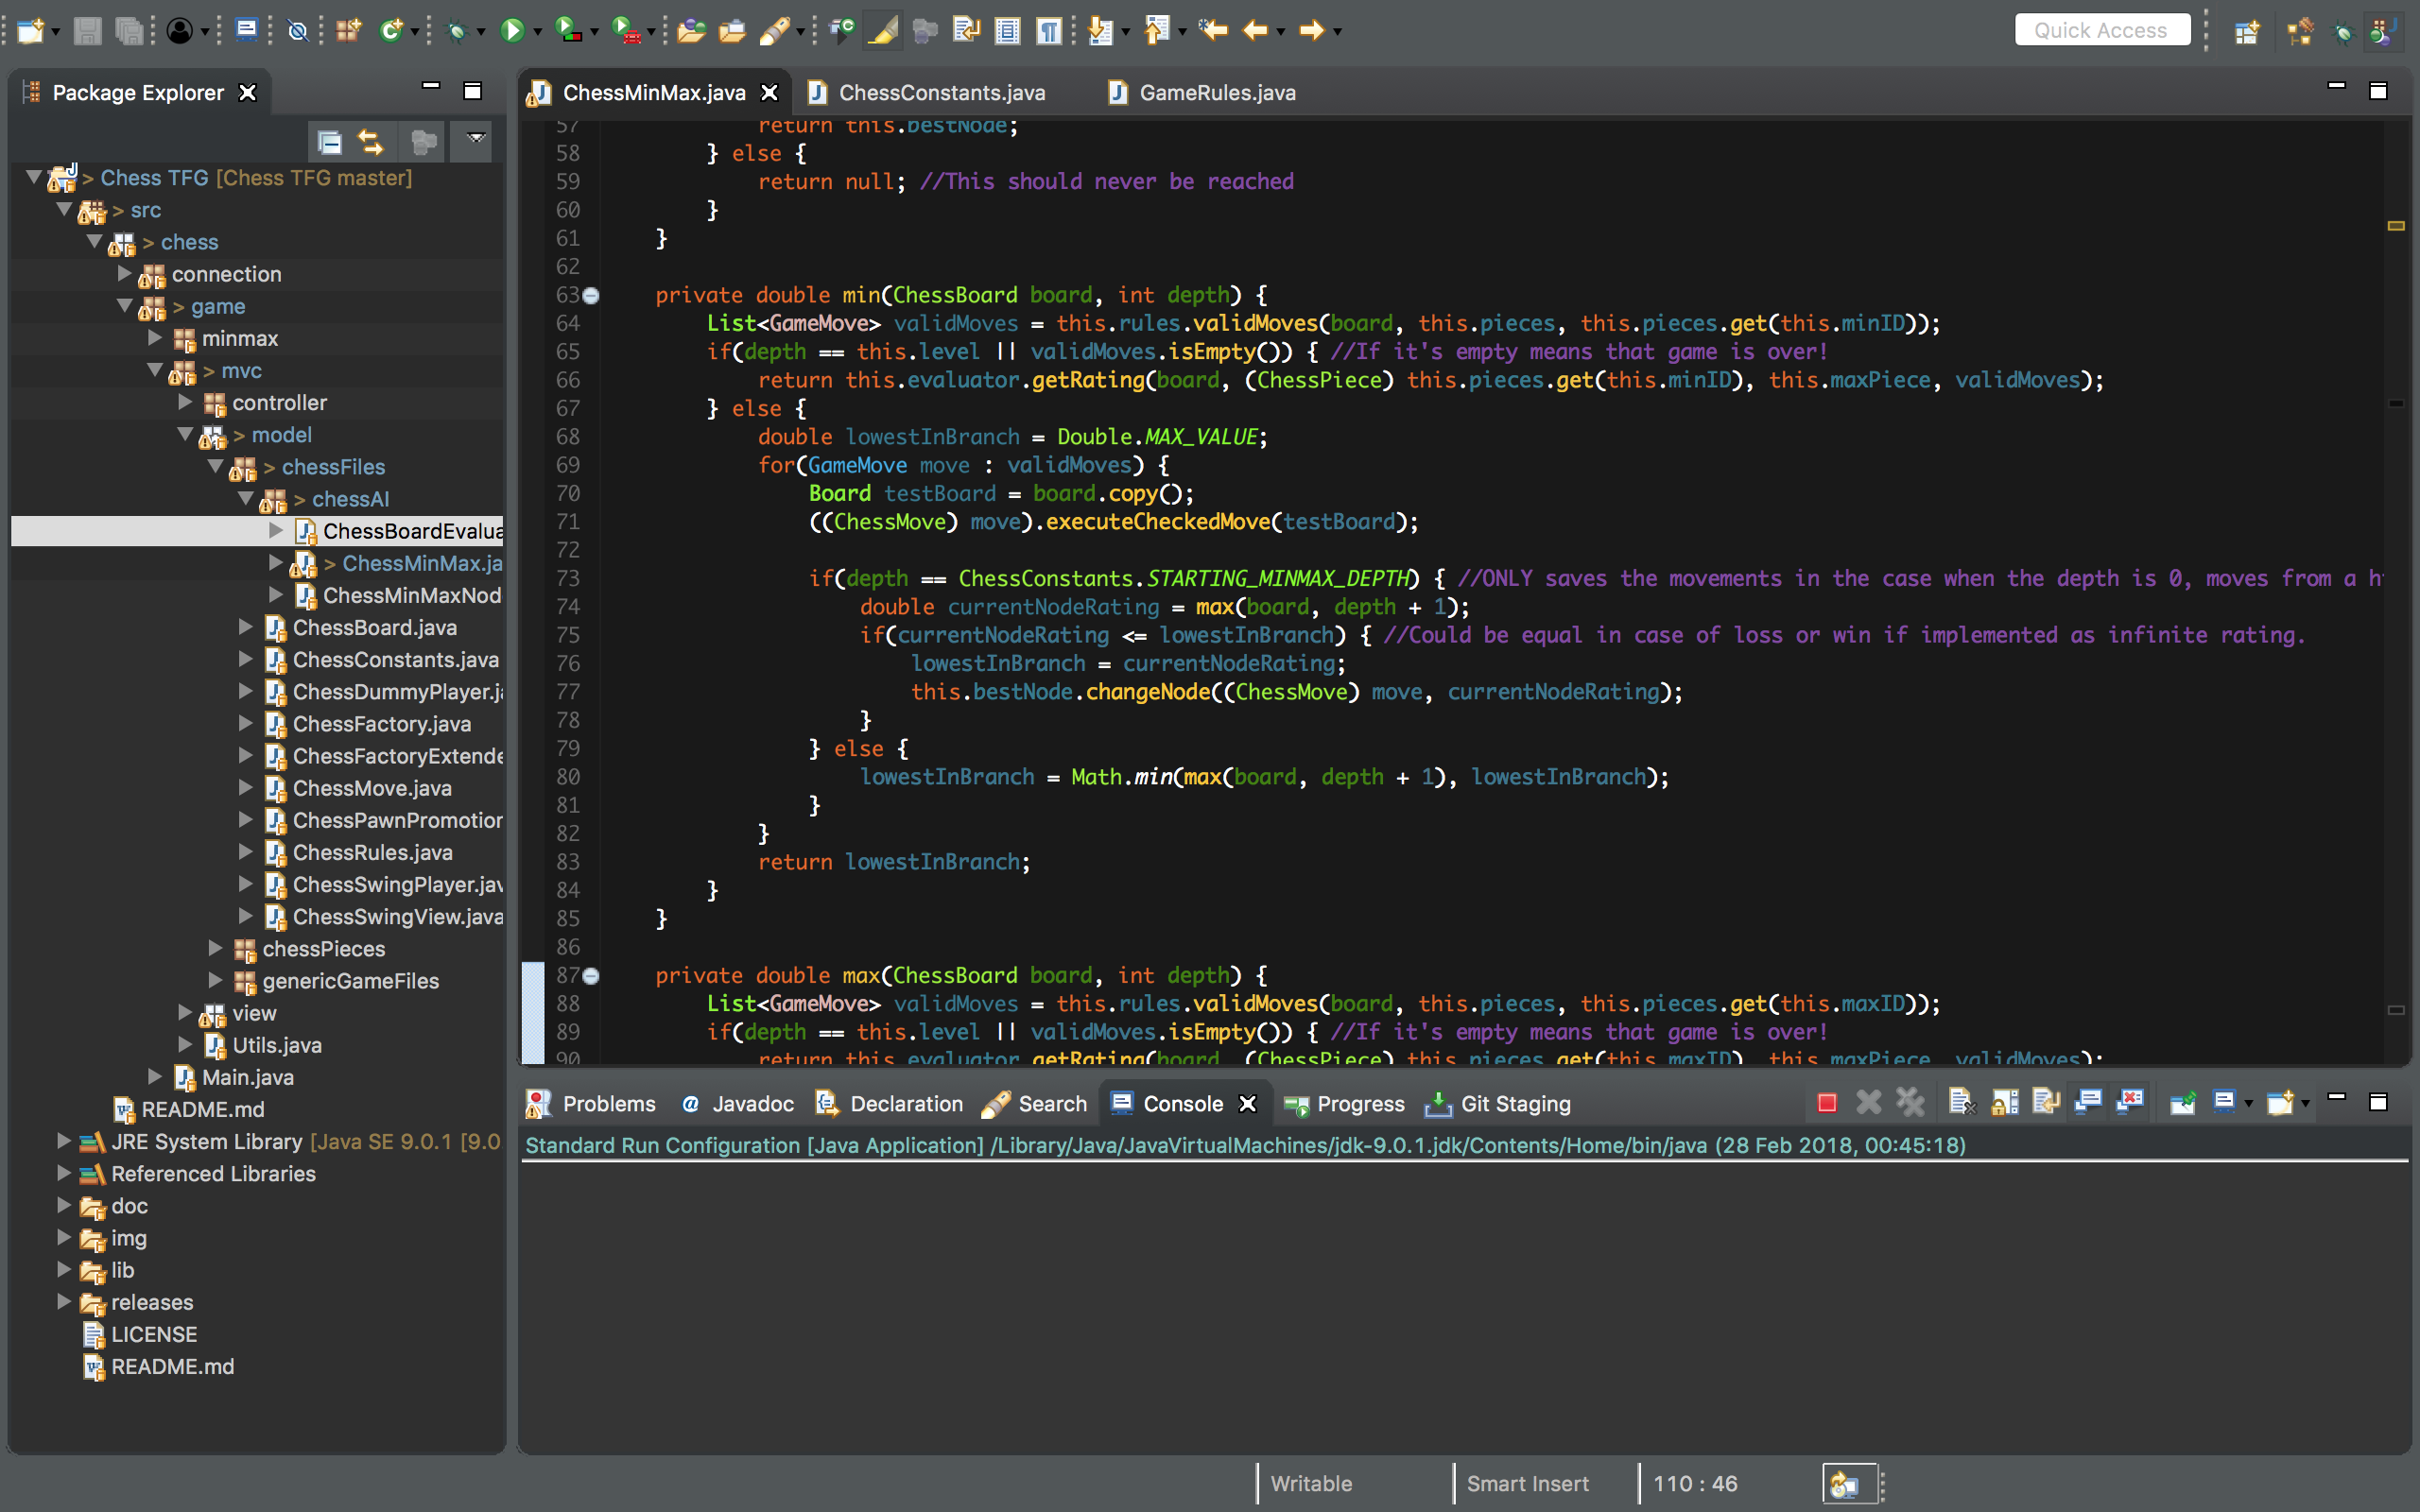 Quick Access
Package Explorer
> Chess TFG [Chess TFG master]
> src
> chess
connection
> game
minmax
> mvc
controller
> model
> chessFiles
> chessAI
ChessBoardEvalua
> ChessMinMax.ja
ChessMinMaxNod
ChessBoard.java
ChessConstants.java
ChessDummyPlayer.ja
ChessFactory.java
ChessFactoryExtende
ChessMove.java
ChessPawnPromotion
ChessRules.java
ChessSwingPlayer.jav
ChessSwingView.java
chessPieces
genericGameFiles
view
Utils.java
Main.java
README.md
JRE System Library [Java SE 9.0.1 [9.0
Referenced Libraries
doc
img
lib
releases
LICENSE
README.md
ChessMinMax.java ChessConstants.java GameRules.java
57 return this.bestNode;
58 } else {
59 return null; //This should never be reached
60 }
61 }
62
63 private double min(ChessBoard board, int depth) {
64 List<GameMove> validMoves = this.rules.validMoves(board, this.pieces, this.pieces.get(this.minID));
65 if(depth == this.level || validMoves.isEmpty()) { //If it's empty means that game is over!
66 return this.evaluator.getRating(board, (ChessPiece) this.pieces.get(this.minID), this.maxPiece, validMoves);
67 } else {
68 double lowestInBranch = Double.MAX_VALUE;
69 for(GameMove move : validMoves) {
70 Board testBoard = board.copy();
71 ((ChessMove) move).executeCheckedMove(testBoard);
72
73 if(depth == ChessConstants.STARTING_MINMAX_DEPTH) { //ONLY saves the movements in the case when the depth is 0, moves from a h
74 double currentNodeRating = max(board, depth + 1);
75 if(currentNodeRating <= lowestInBranch) { //Could be equal in case of loss or win if implemented as infinite rating.
76 lowestInBranch = currentNodeRating;
77 this.bestNode.changeNode((ChessMove) move, currentNodeRating);
78 }
79 } else {
80 lowestInBranch = Math.min(max(board, depth + 1), lowestInBranch);
81 }
82 }
83 return lowestInBranch;
84 }
85 }
86
87 private double max(ChessBoard board, int depth) {
88 List<GameMove> validMoves = this.rules.validMoves(board, this.pieces, this.pieces.get(this.maxID));
89 if(depth == this.level || validMoves.isEmpty()) { //If it's empty means that game is over!
90 return this.evaluator.getRating(board, (ChessPiece) this.pieces.get(this.maxID), this.maxPiece, validMoves);
Problems @ Javadoc Declaration Search Console Progress Git Staging
Standard Run Configuration [Java Application] /Library/Java/JavaVirtualMachines/jdk-9.0.1.jdk/Contents/Home/bin/java (28 Feb 2018, 00:45:18)
Writable Smart Insert 110 : 46